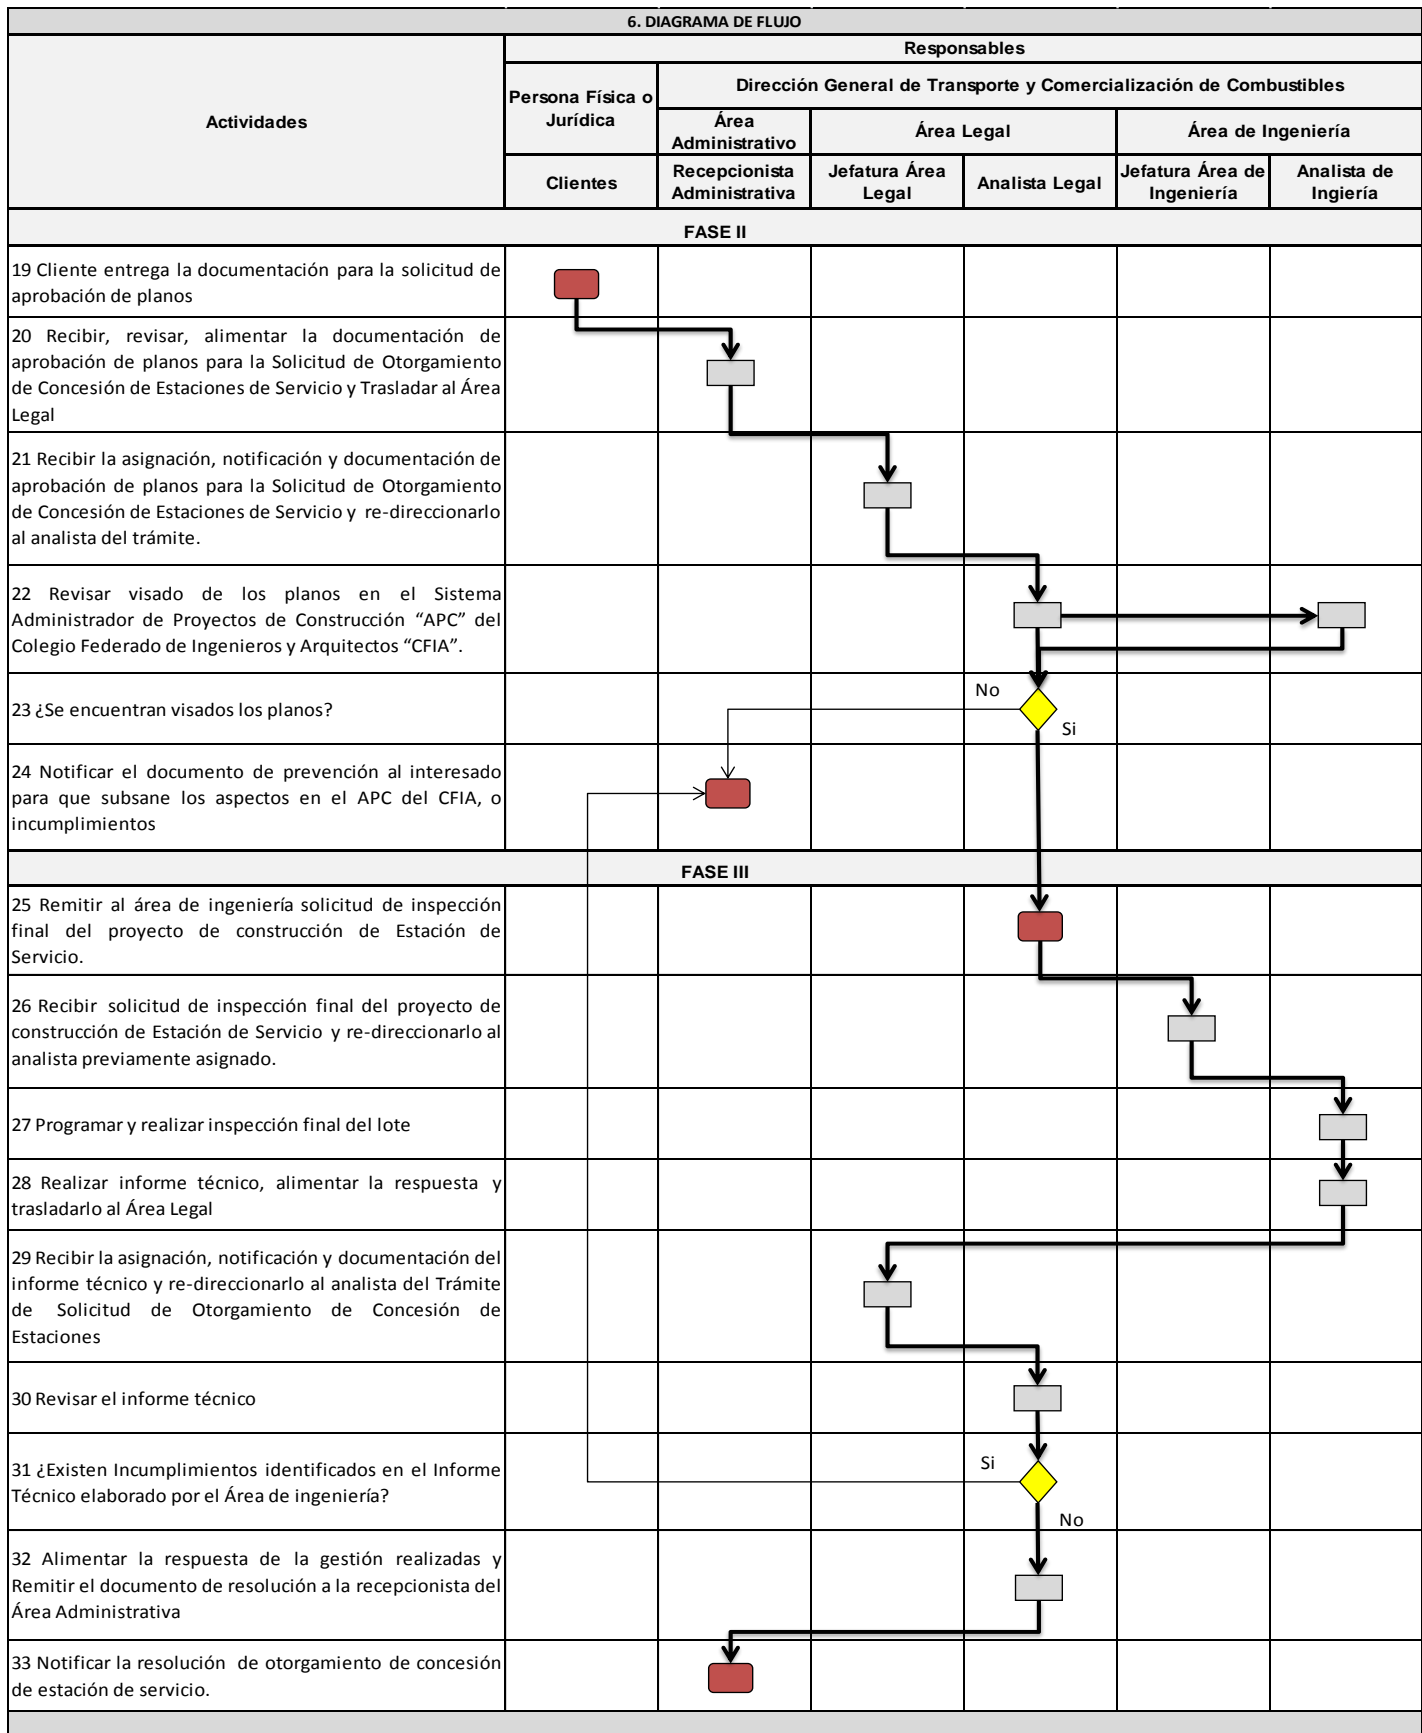 6. DIAGRAMA DE FLUJO
Actividades
Responsables
Persona Física o
Jurídica
Dirección General de Transporte y Comercialización de Combustibles
Área
Administrativo
Área Legal
Área de Ingeniería
Clientes
Recepcionista
Administrativa
Jefatura Área
Legal
Analista Legal
Jefatura Área de
Ingeniería
Analista de
Ingiería
FASE II
19 Cliente entrega la documentación para la solicitud de
aprobación de planos
20 Recibir, revisar, alimentar la documentación de
aprobación de planos para la Solicitud de Otorgamiento
de Concesión de Estaciones de Servicio y Trasladar al Área
Legal
21 Recibir la asignación, notificación y documentación de
aprobación de planos para la Solicitud de Otorgamiento
de Concesión de Estaciones de Servicio y re-direccionarlo
al analista del trámite.
22 Revisar visado de los planos en el Sistema
Administrador de Proyectos de Construcción “APC” del
Colegio Federado de Ingenieros y Arquitectos “CFIA”.
23 ¿Se encuentran visados los planos?
No
Si
24 Notificar el documento de prevención al interesado
para que subsane los aspectos en el APC del CFIA, o
incumplimientos
FASE III
25 Remitir al área de ingeniería solicitud de inspección
final del proyecto de construcción de Estación de
Servicio.
26 Recibir solicitud de inspección final del proyecto de
construcción de Estación de Servicio y re-direccionarlo al
analista previamente asignado.
27 Programar y realizar inspección final del lote
28 Realizar informe técnico, alimentar la respuesta y
trasladarlo al Área Legal
29 Recibir la asignación, notificación y documentación del
informe técnico y re-direccionarlo al analista del Trámite
de Solicitud de Otorgamiento de Concesión de
Estaciones
30 Revisar el informe técnico
31 ¿Existen Incumplimientos identificados en el Informe
Técnico elaborado por el Área de ingeniería?
Si
No
32 Alimentar la respuesta de la gestión realizadas y
Remitir el documento de resolución a la recepcionista del
Área Administrativa
33 Notificar la resolución de otorgamiento de concesión
de estación de servicio.